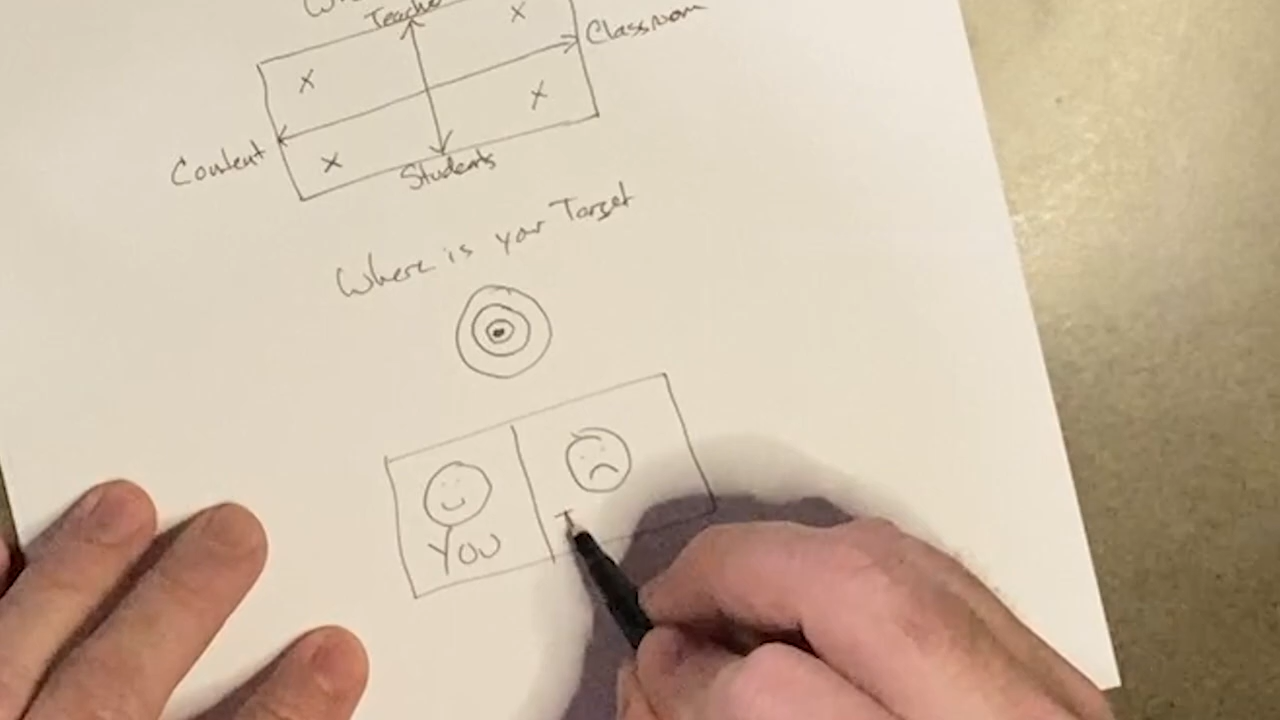 Teacher
x
Classroom
x
x
Content
x
Students
Where is your Target
YOU